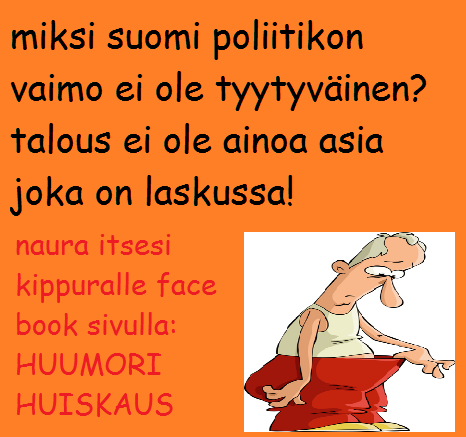 miksi suomi poliitikon
vaimo ei ole tyytyväinen?
talous ei ole ainoa asia
joka on laskussa!
naura itsesi
kippuralle face
book sivulla:
HUUMORI
HUISKAUS